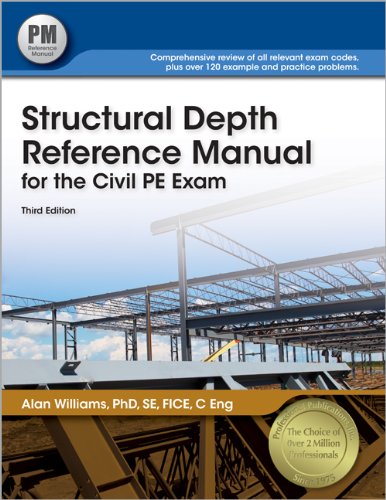 PM
Reference
Manual
Comprehensive review of all relevant exam codes,
plus over 120 example and practice problems.
Structural Depth
Reference Manual
for the Civil PE Exam
Third Edition
Alan Williams, PhD, SE, FICE, C Eng
Professional Publications, Inc.
The Choice of
Over 2 Million
Professionals
Since 1975